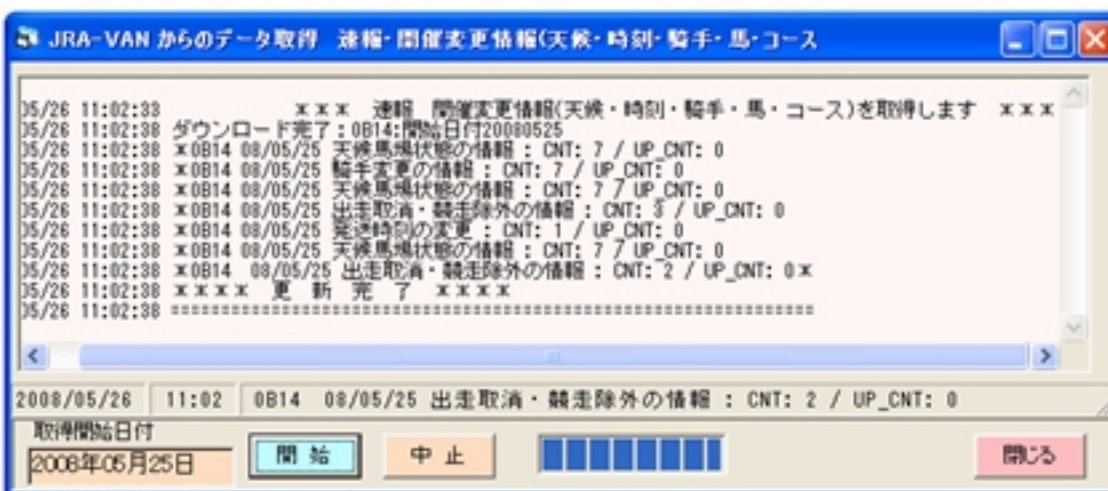 JRA-VAN からのデータ取得 速報・開催変更情報(天候・時刻・騎手・馬・コース
05/26 11:02:33 *** 速報 開催変更情報(天候・時刻・騎手・馬・コース)を取得します ***
05/26 11:02:38 ダウンロード完了:0B14:開始日付20080525
05/26 11:02:38 *0B14 08/05/25 天候馬場状態の情報 : CNT: 7 / UP_CNT: 0
05/26 11:02:38 *0B14 08/05/25 騎手変更の情報 : CNT: 7 / UP_CNT: 0
05/26 11:02:38 *0B14 08/05/25 天候馬場状態の情報 : CNT: 7 / UP_CNT: 0
05/26 11:02:38 *0B14 08/05/25 出走取消・競走除外の情報 : CNT: 3 / UP_CNT: 0
05/26 11:02:38 *0B14 08/05/25 発送時刻の変更 : CNT: 1 / UP_CNT: 0
05/26 11:02:38 *0B14 08/05/25 天候馬場状態の情報 : CNT: 7 / UP_CNT: 0
05/26 11:02:38 *0B14 08/05/25 出走取消・競走除外の情報 : CNT: 2 / UP_CNT: 0*
05/26 11:02:38 **** 更 新 完 了 ****
05/26 11:02:38 ================================================================
2008/05/26 11:02 0B14 08/05/25 出走取消・競走除外の情報 : CNT: 2 / UP_CNT: 0
取得開始日付
2008年05月25日 開 始 中 止 閉じる